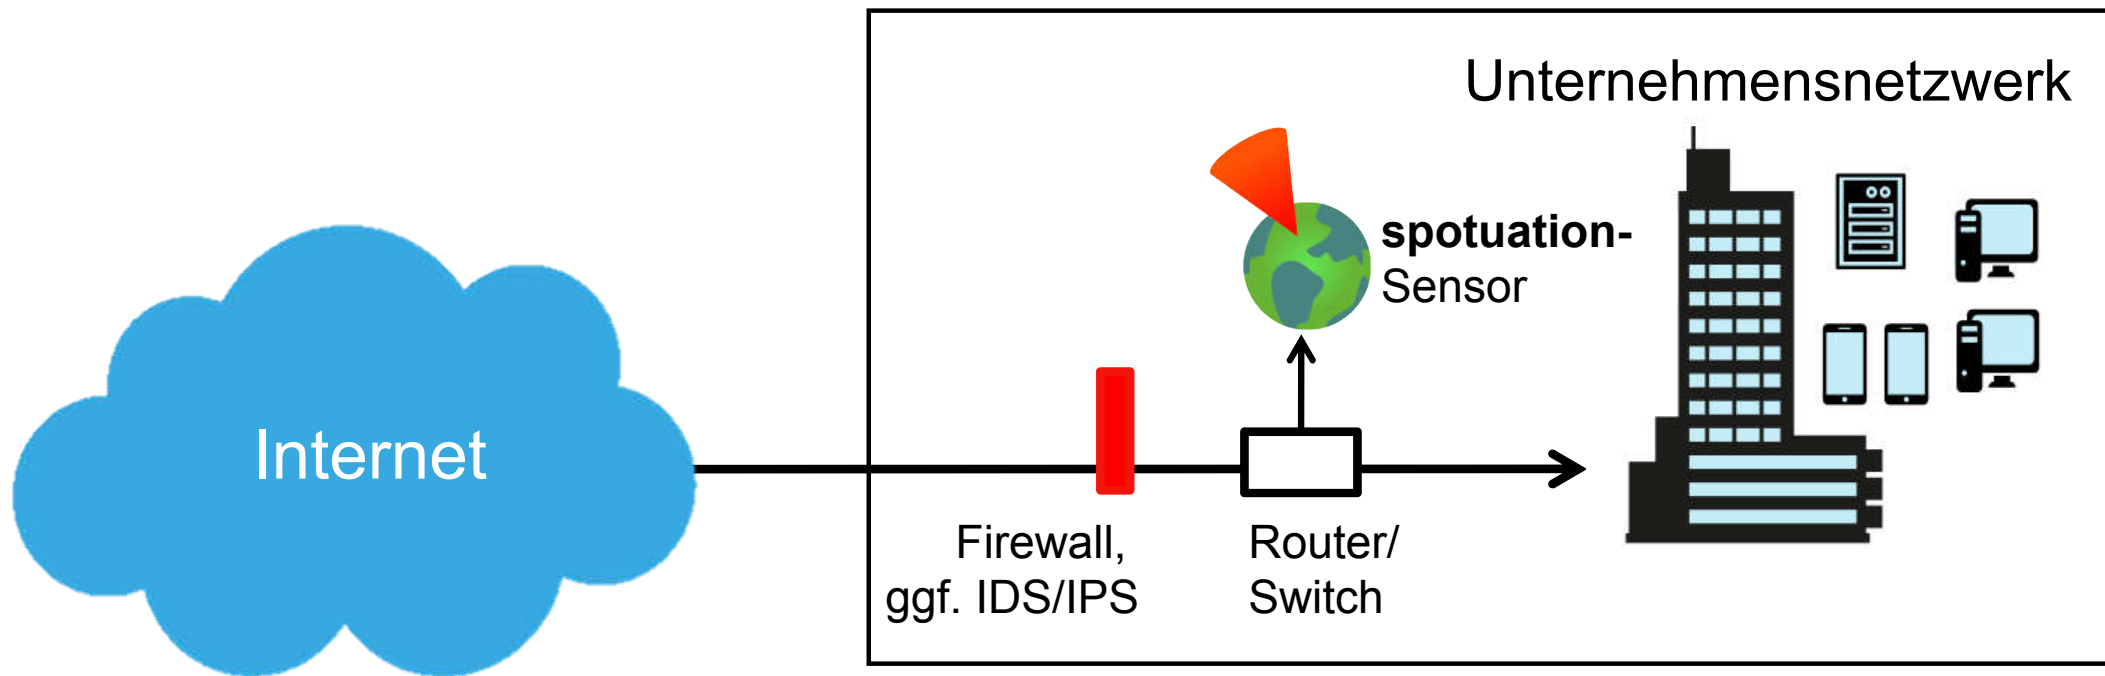 Unternehmensnetzwerk
spotuation-
Sensor
Internet
Firewall,
ggf. IDS/IPS
Router/
Switch